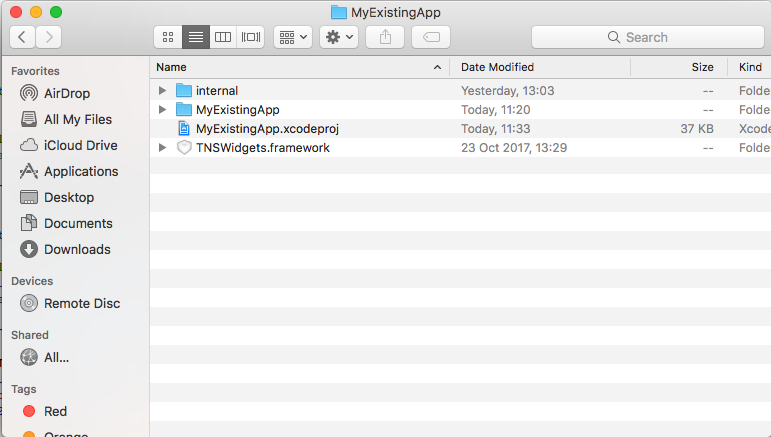 MyExistingApp
Search
Favorites
AirDrop
All My Files
iCloud Drive
Applications
Desktop
Documents
Downloads
Devices
Remote Disc
Shared
All...
Tags
Red
Orange
Name Date Modified Size Kind
internal Yesterday, 13:03 -- Folde
MyExistingApp Today, 11:20 -- Folde
MyExistingApp.xcodeproj Today, 11:33 37 KB Xcod
TNSWidgets.framework 23 Oct 2017, 13:29 -- Folde